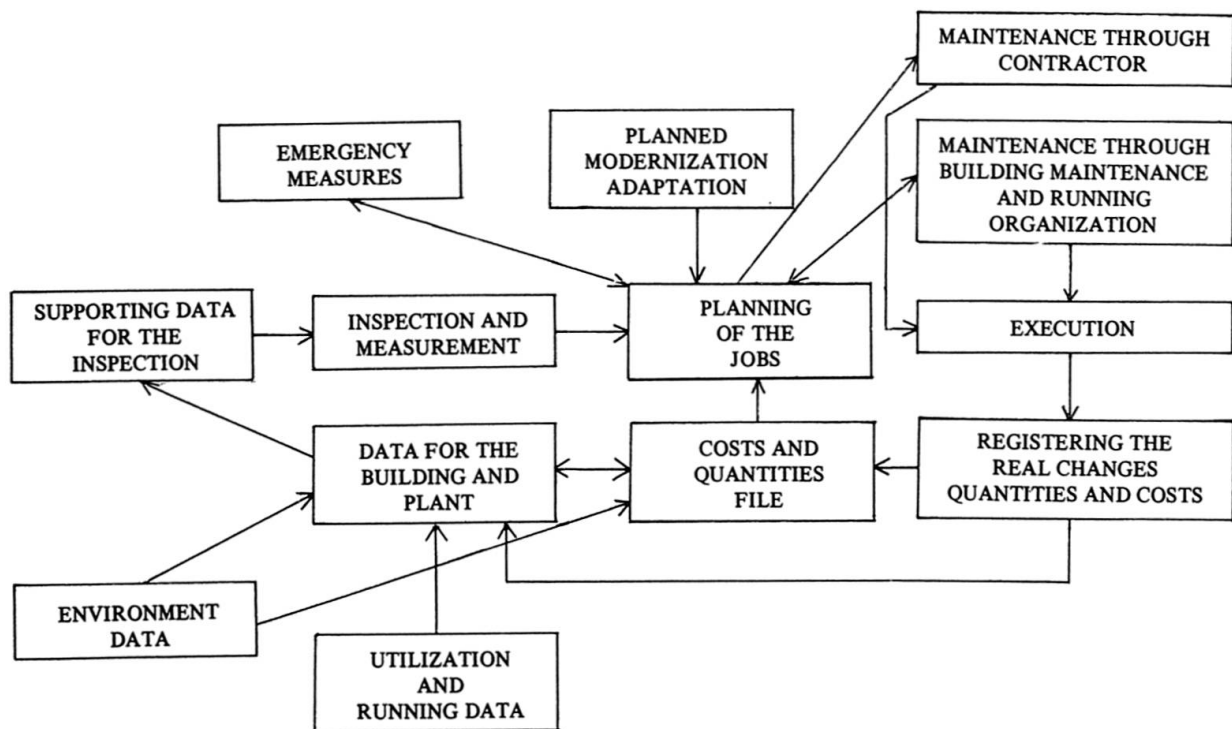 MAINTENANCE THROUGH
CONTRACTOR
EMERGENCY
MEASURES
PLANNED
MODERNIZATION
ADAPTATION
MAINTENANCE THROUGH
BUILDING MAINTENANCE
AND RUNNING
ORGANIZATION
SUPPORTING DATA
FOR THE
INSPECTION
INSPECTION AND
MEASUREMENT
PLANNING
OF THE
JOBS
EXECUTION
DATA FOR THE
BUILDING AND
PLANT
COSTS AND
QUANTITIES
FILE
REGISTERING THE
REAL CHANGES
QUANTITIES AND COSTS
ENVIRONMENT
DATA
UTILIZATION
AND
RUNNING DATA